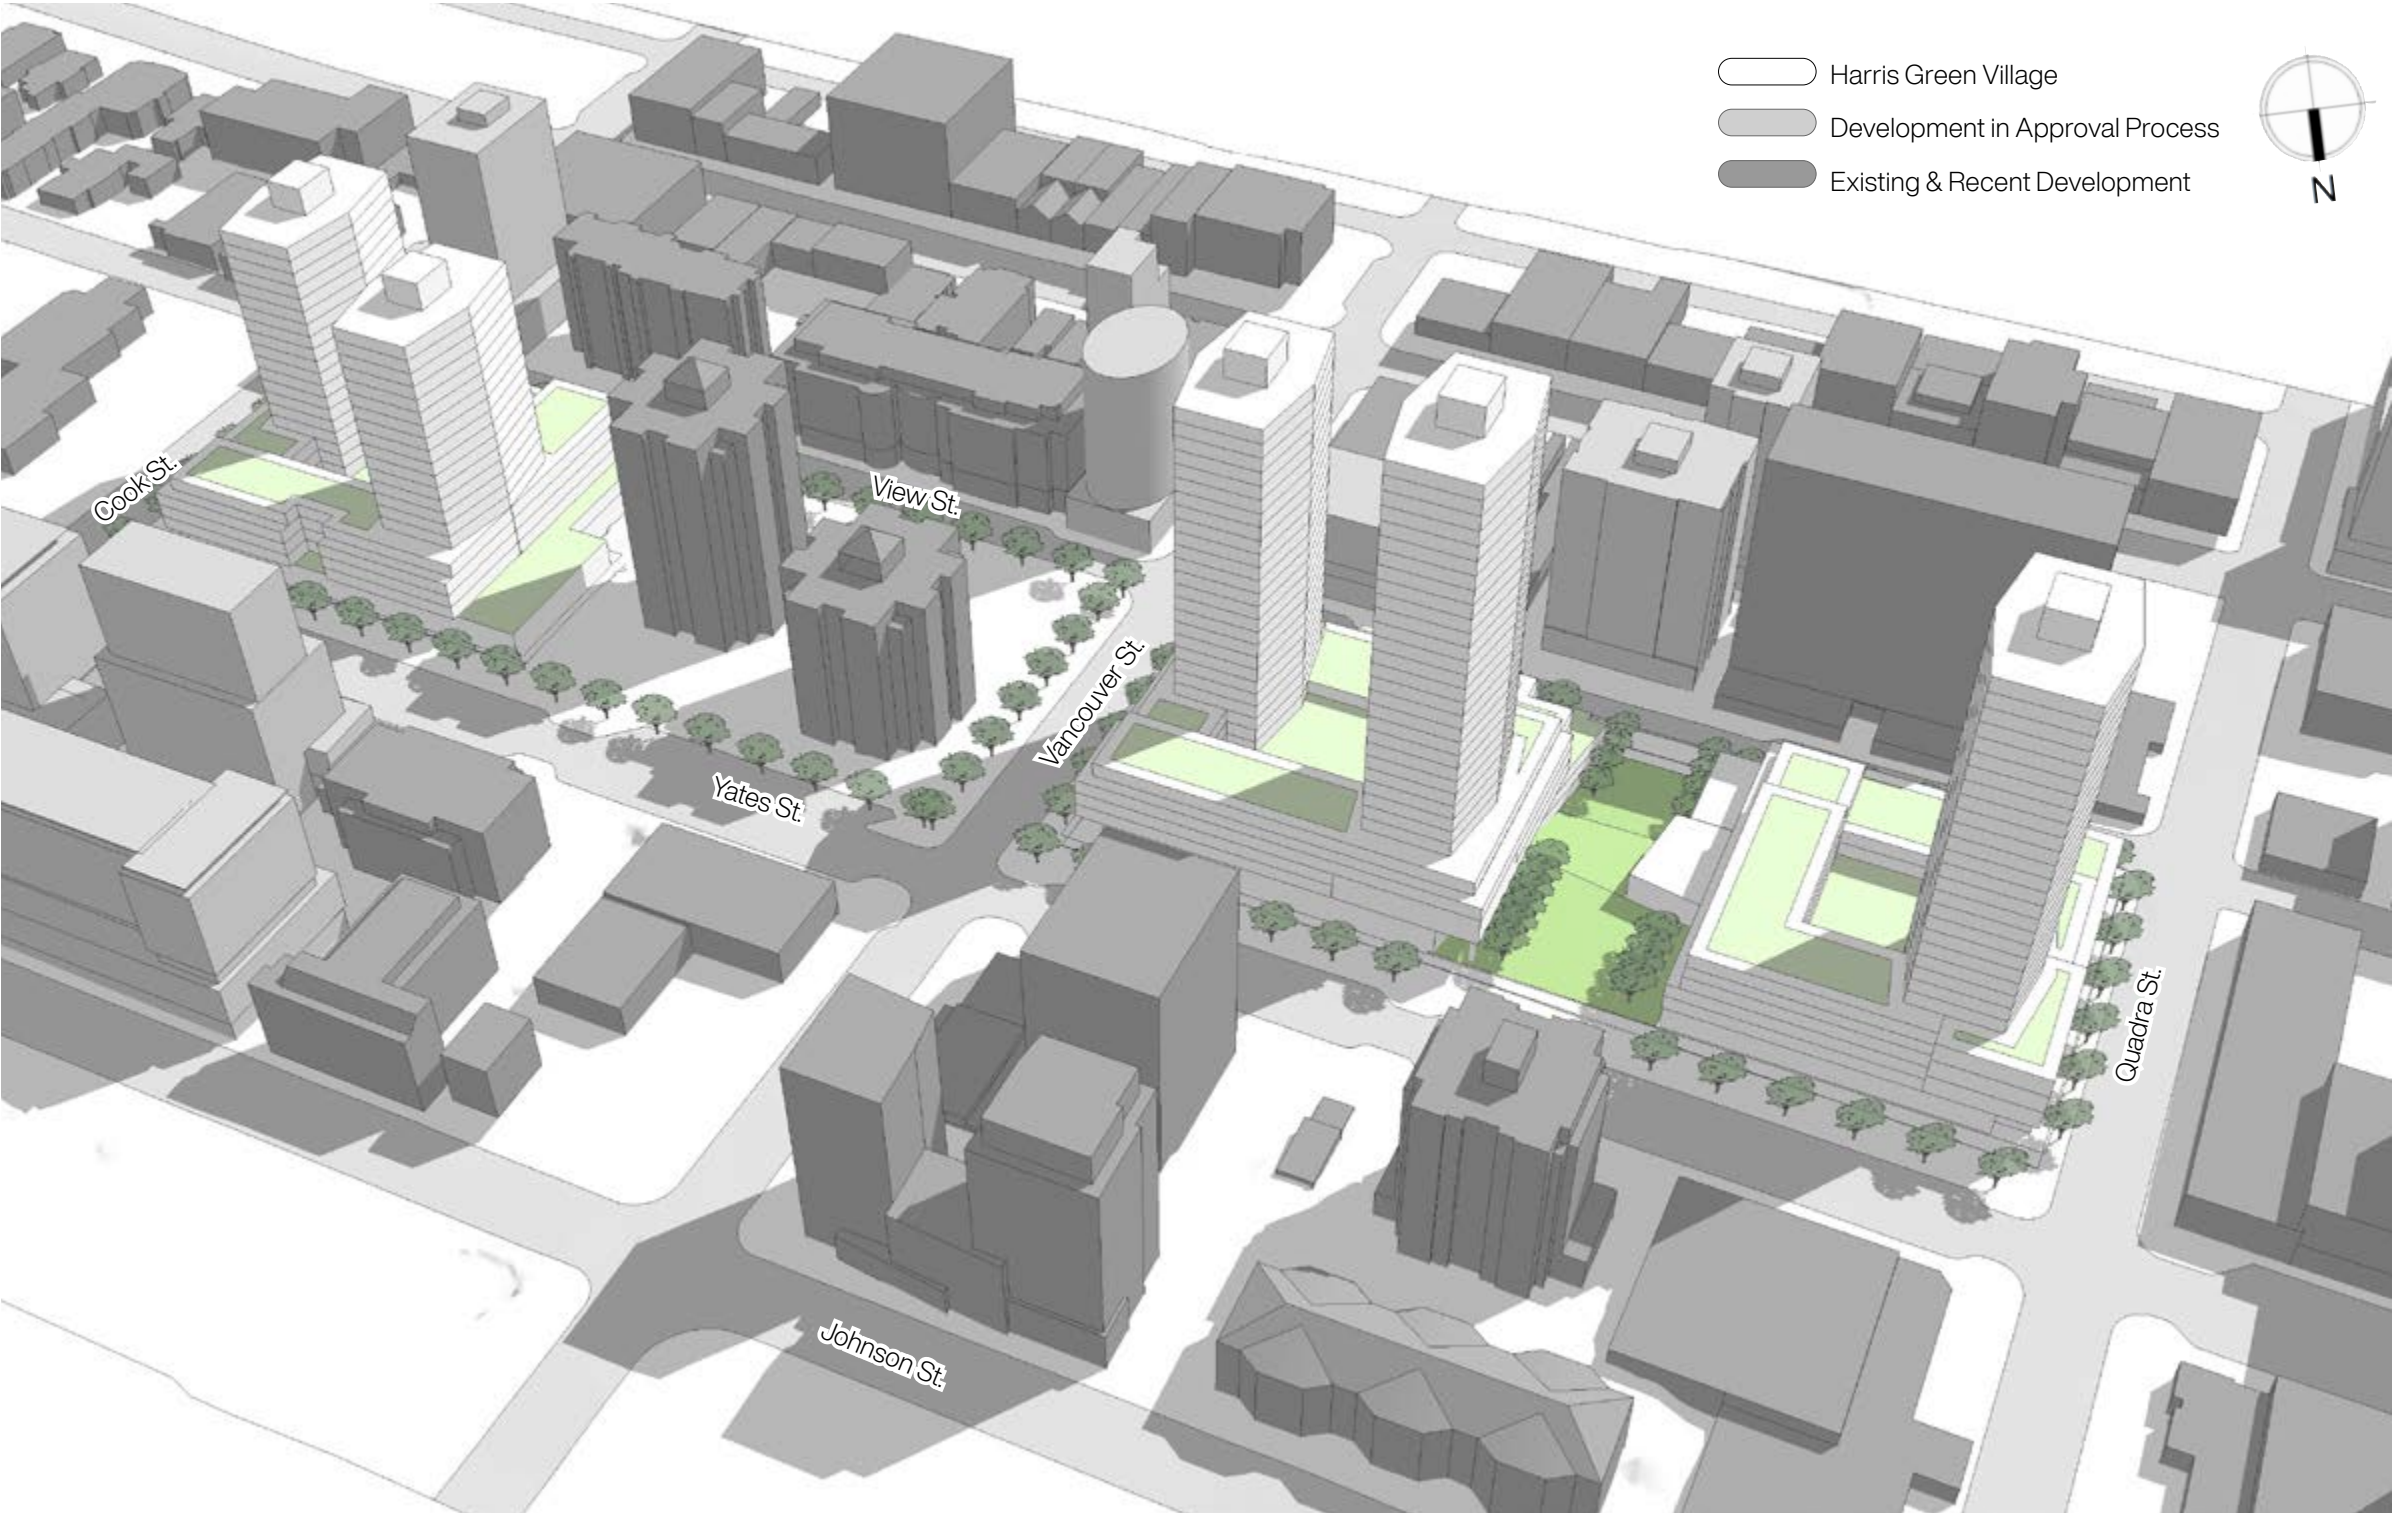 Harris Green Village
Development in Approval Process
Existing & Recent Development
N
Cook St.
View St.
Vancouver St.
Yates St.
Quadra St.
Johnson St.